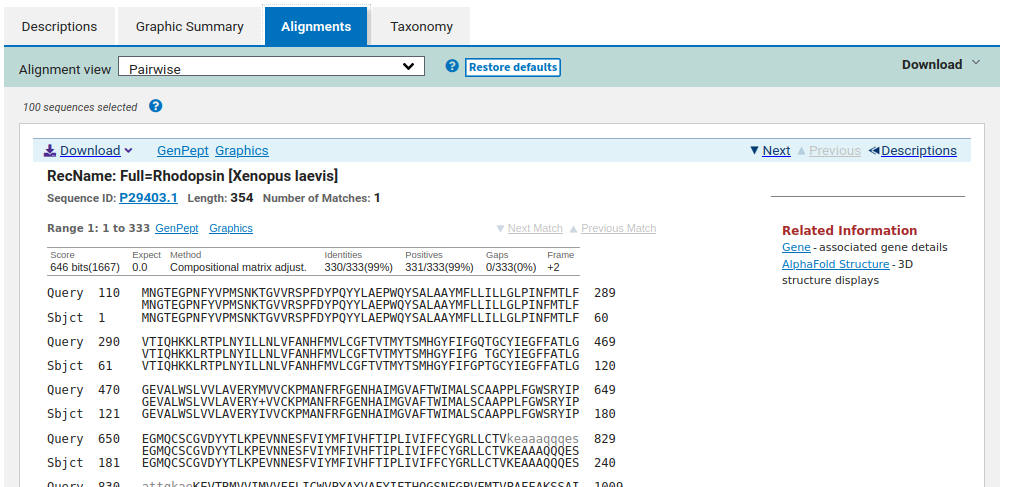 Descriptions Graphic Summary Alignments Taxonomy
Alignment view Pairwise ? Restore defaults Download
100 sequences selected ?
Download GenPept Graphics Next Previous Descriptions
RecName: Full=Rhodopsin [Xenopus laevis]
Sequence ID: P29403.1 Length: 354 Number of Matches: 1
Range 1: 1 to 333 GenPept Graphics Next Match Previous Match
Related Information
Gene - associated gene details
AlphaFold Structure - 3D
structure displays
Score Expect Method Identities Positives Gaps Frame
646 bits(1667) 0.0 Compositional matrix adjust. 330/333(99%) 331/333(99%) 0/333(0%) +2
Query 110 MNGTEGPNFYVPMSNKTGVVRSPFDYPQYYLAEPWQYSALAAYMFLLILLGLPINFMTLF 289
MNGTEGPNFYVPMSNKTGVVRSPFDYPQYYLAEPWQYSALAAYMFLLILLGLPINFMTLF
Sbjct 1 MNGTEGPNFYVPMSNKTGVVRSPFDYPQYYLAEPWQYSALAAYMFLLILLGLPINFMTLF 60
Query 290 VTIQHKKLRTPLNYILLNLVFANHFMVLCGFTVTMYTSMHGYFIFGQTGCYIEGFFATLG 469
VTIQHKKLRTPLNYILLNLVFANHFMVLCGFTVTMYTSMHGYFIFG TGCYIEGFFATLG
Sbjct 61 VTIQHKKLRTPLNYILLNLVFANHFMVLCGFTVTMYTSMHGYFIFGPTGCYIEGFFATLG 120
Query 470 GEVALWSLVVLAVERYMVVCKPMANFRFGENHAIMGVAFTWIMALSCAAPPLFGWSRYIP 649
GEVALWSLVVLAVERY+VVCKPMANFRFGENHAIMGVAFTWIMALSCAAPPLFGWSRYIP
Sbjct 121 GEVALWSLVVLAVERYIVVCKPMANFRFGENHAIMGVAFTWIMALSCAAPPLFGWSRYIP 180
Query 650 EGMQCSCGVDYYTLKPEVNNESFVIYMFIVHFTIPLIVIFFCYGRLLCTVkeaaaqqqes 829
EGMQCSCGVDYYTLKPEVNNESFVIYMFIVHFTIPLIVIFFCYGRLLCTVKEAAAQQQES
Sbjct 181 EGMQCSCGVDYYTLKPEVNNESFVIYMFIVHFTIPLIVIFFCYGRLLCTVKEAAAQQQES 240
Query 830 1009